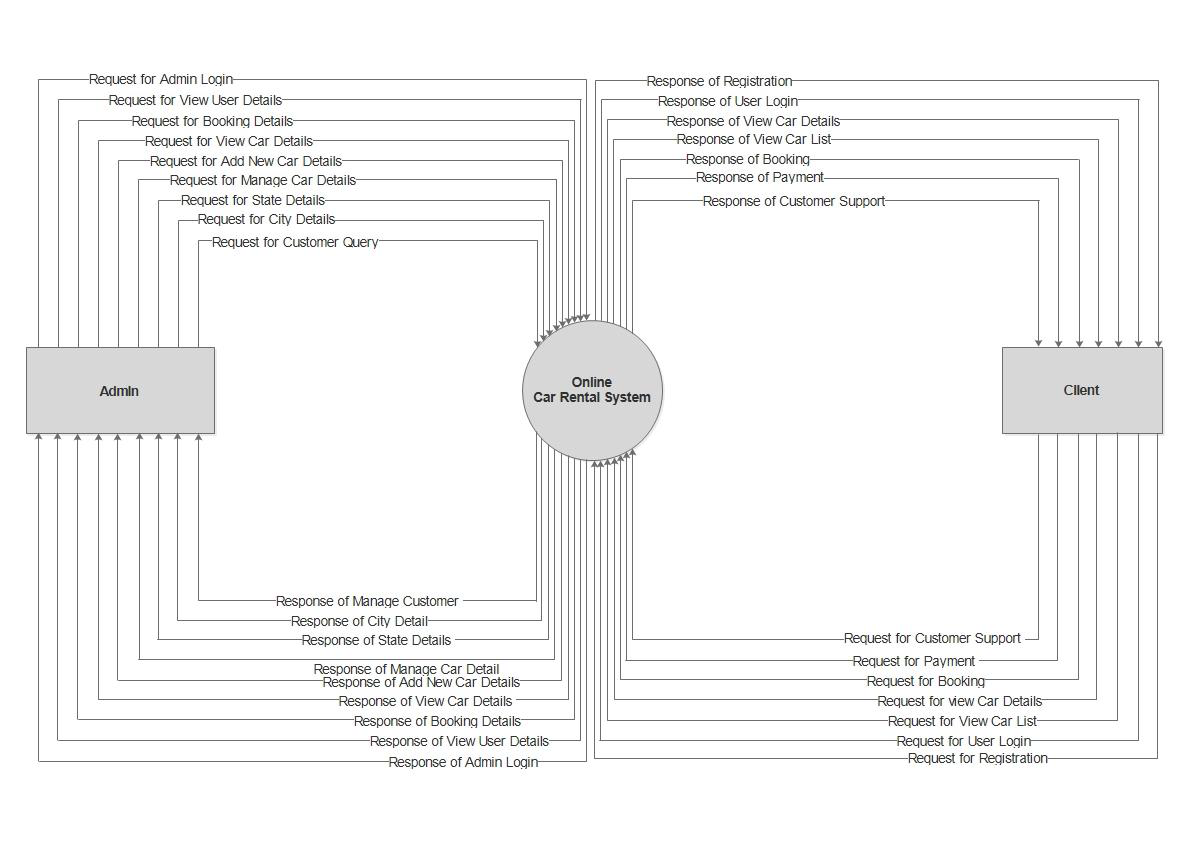 Request for Admin Login
Request for View User Details
Request for Booking Details
Request for View Car Details
Request for Add New Car Details
Request for Manage Car Details
Request for State Details
Request for City Details
Request for Customer Query
Response of Registration
Response of User Login
Response of View Car Details
Response of View Car List
Response of Booking
Response of Payment
Response of Customer Support
Admin
Online
Car Rental System
Client
Response of Manage Customer
Response of City Detail
Response of State Details
Response of Manage Car Detail
Response of Add New Car Details
Response of View Car Details
Response of Booking Details
Response of View User Details
Response of Admin Login
Request for Customer Support
Request for Payment
Request for Booking
Request for view Car Details
Request for View Car List
Request for User Login
Request for Registration